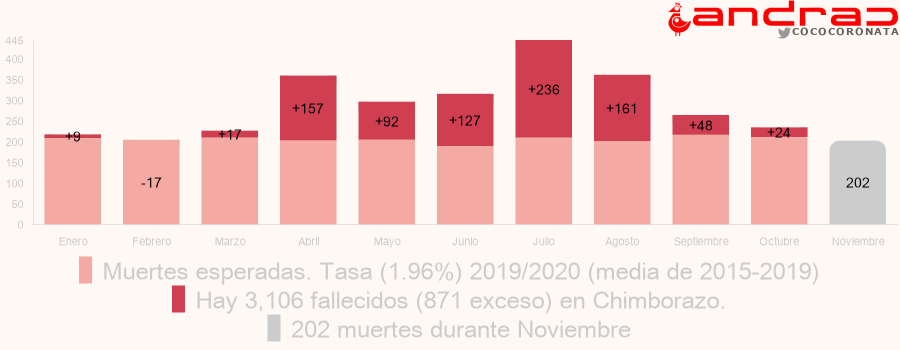 andrac
COCOCORONATA
445
400
350
300
250
200
150
100
50
0
+9
-17
+17
+157
+92
+127
+236
+161
+48
+24
202
Enero
Febrero
Marzo
Abril
Mayo
Junio
Julio
Agosto
Septiembre
Octubre
Noviembre
Muertes esperadas. Tasa (1.96%) 2019/2020 (media de 2015-2019)
Hay 3,106 fallecidos (871 exceso) en Chimborazo.
202 muertes durante Noviembre